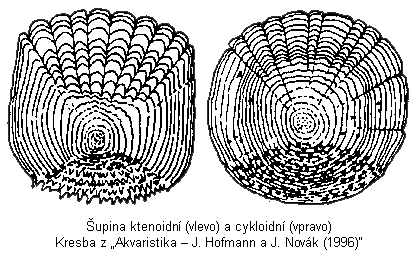 Šupina ktenoidní (vlevo) a cykloidní (vpravo)
Kresba z „Akvaristika – J. Hofmann a J. Novák (1996)“